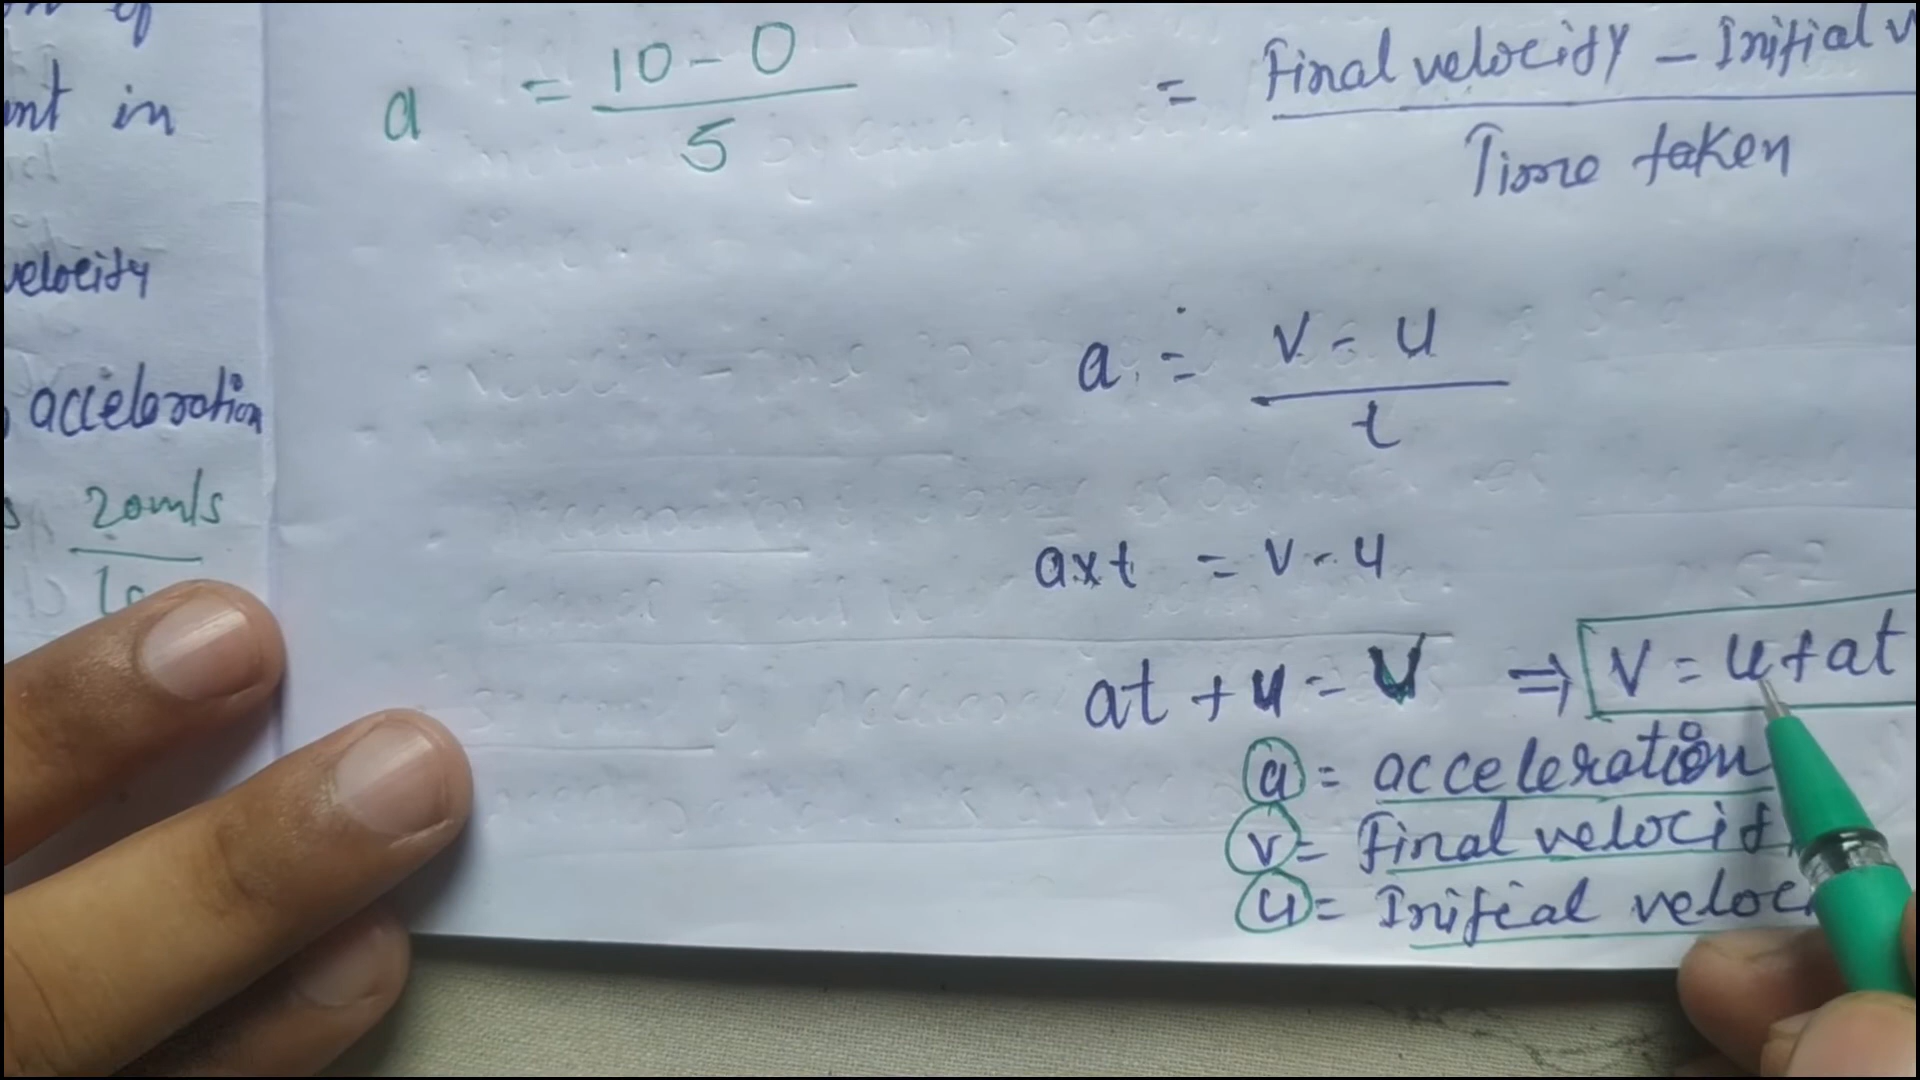 in
velocity
acceleration
20m/s
a = 10 - 0
5
= Final velocity - Initial v
Time taken
a = v - u
t
axt = v - u
at + u = v ⇒ v = u + at
a = acceleration
v = Final velocit
u = Initial veloc